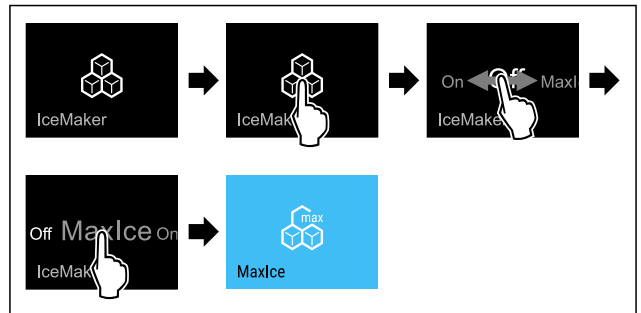 IceMaker
IceMak
On Off MaxI
IceMake
Off MaxIce On
IceMak
max
MaxIce